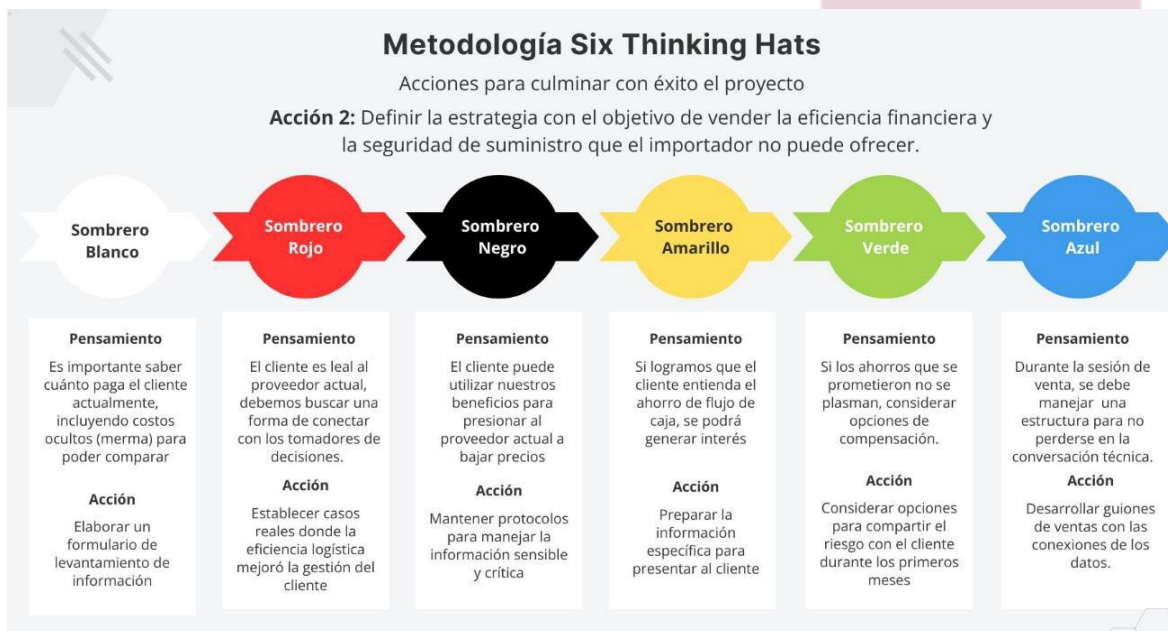 Metodología Six Thinking Hats
Acciones para culminar con éxito el proyecto
Acción 2: Definir la estrategia con el objetivo de vender la eficiencia financiera y
la seguridad de suministro que el importador no puede ofrecer.
Sombrero
Blanco
Pensamiento
Es importante saber
cuánto paga el cliente
actualmente,
incluyendo costos
ocultos (merma) para
poder comparar
Acción
Elaborar un
formulario de
levantamiento de
información
Sombrero
Rojo
Pensamiento
El cliente es leal al
proveedor actual,
debemos buscar una
forma de conectar
con los tomadores de
decisiones.
Acción
Establecer casos
reales donde la
eficiencia logística
mejoró la gestión del
cliente
Sombrero
Negro
Pensamiento
El cliente puede
utilizar nuestros
beneficios para
presionar al
proveedor actual a
bajar precios
Acción
Mantener protocolos
para manejar la
información sensible
y crítica
Sombrero
Amarillo
Pensamiento
Si logramos que el
cliente entienda el
ahorro de flujo de
caja, se podrá
generar interés
Acción
Preparar la
información
específica para
presentar al cliente
Sombrero
Verde
Pensamiento
Si los ahorros que se
prometieron no se
plasman, considerar
opciones de
compensación.
Acción
Considerar opciones
para compartir el
riesgo con el cliente
durante los primeros
meses
Sombrero
Azul
Pensamiento
Durante la sesión de
venta, se debe
manejar una
estructura para no
perderse en la
conversación técnica.
Acción
Desarrollar guiones
de ventas con las
conexiones de los
datos.